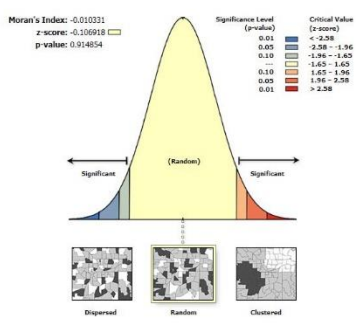 Moran's Index: -0.010331
z-score: -0.106918
p-value: 0.914854
Significance Level (p-value)
Critical Value (z-score)
0.01 < -2.58
0.05 -2.58 - -1.96
0.10 -1.96 - -1.65
--- -1.65 - 1.65
0.10 1.65 - 1.96
0.05 1.96 - 2.58
0.01 > 2.58
(Random)
Significant
Significant
Dispersed
Random
Clustered